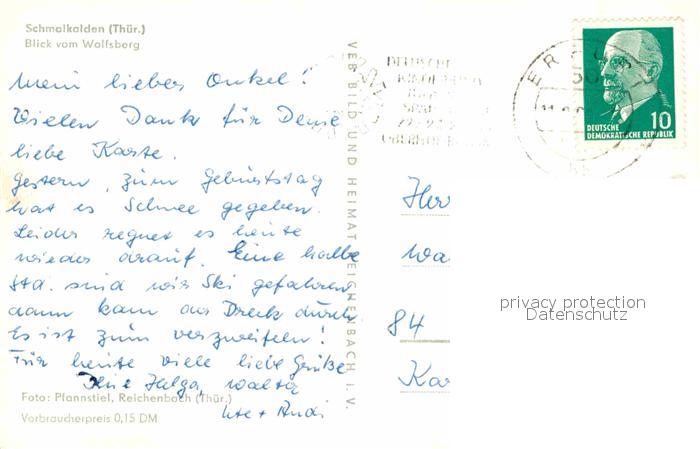 Schmalkalden (Thür.)
Blick vom Wolfsberg
Mein lieber Onkel!
Vielen Dank für Deine
liebe Karte.
Gestern, zum Geburtstag
hat es Schnee gegeben.
Leider regnet es heute
wieder darauf. Eine halbe
Std. sind wir Ski gefahren
dann kam der Dreck durch
Es ist zum verzweifeln!
Für heute viele liebe Grüße
Deine Helga, Walter
Ute + Andi
Foto: Pfannstiel, Reichenbach (Thür.)
Verbraucherpreis 0,15 DM
VEB BILD UND HEIMAT REICHENBACH I. V.
DEUTSCHE
10
DEUTSCHE
DEMOKRATISCHE REPUBLIK
Her
Wa
84
Kar
privacy protection
Datenschutz